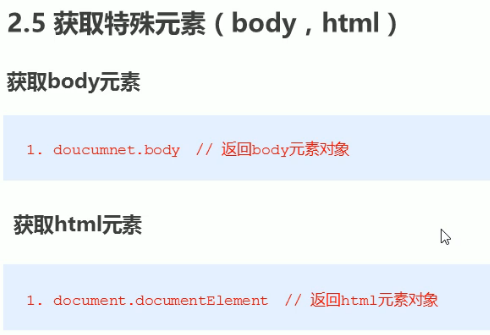 2.5 获取特殊元素（body，html）
获取body元素
1. doucumnet.body  // 返回body元素对象
获取html元素
1. document.documentElement  // 返回html元素对象